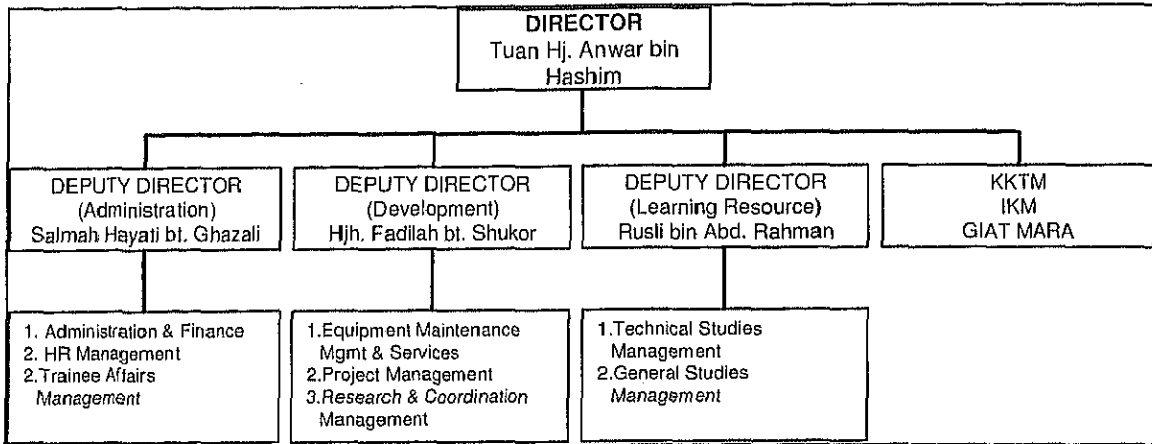 DIRECTOR
Tuan Hj. Anwar bin
Hashim
DEPUTY DIRECTOR
(Administration)
Salmah Hayati bt. Ghazali
DEPUTY DIRECTOR
(Development)
Hjh. Fadilah bt. Shukor
DEPUTY DIRECTOR
(Learning Resource)
Rusli bin Abd. Rahman
KKTM
IKM
GIAT MARA
1. Administration & Finance
2. HR Management
2.Trainee Affairs
Management
1.Equipment Maintenance
Mgmt & Services
2.Project Management
3.Research & Coordination
Management
1.Technical Studies
Management
2.General Studies
Management